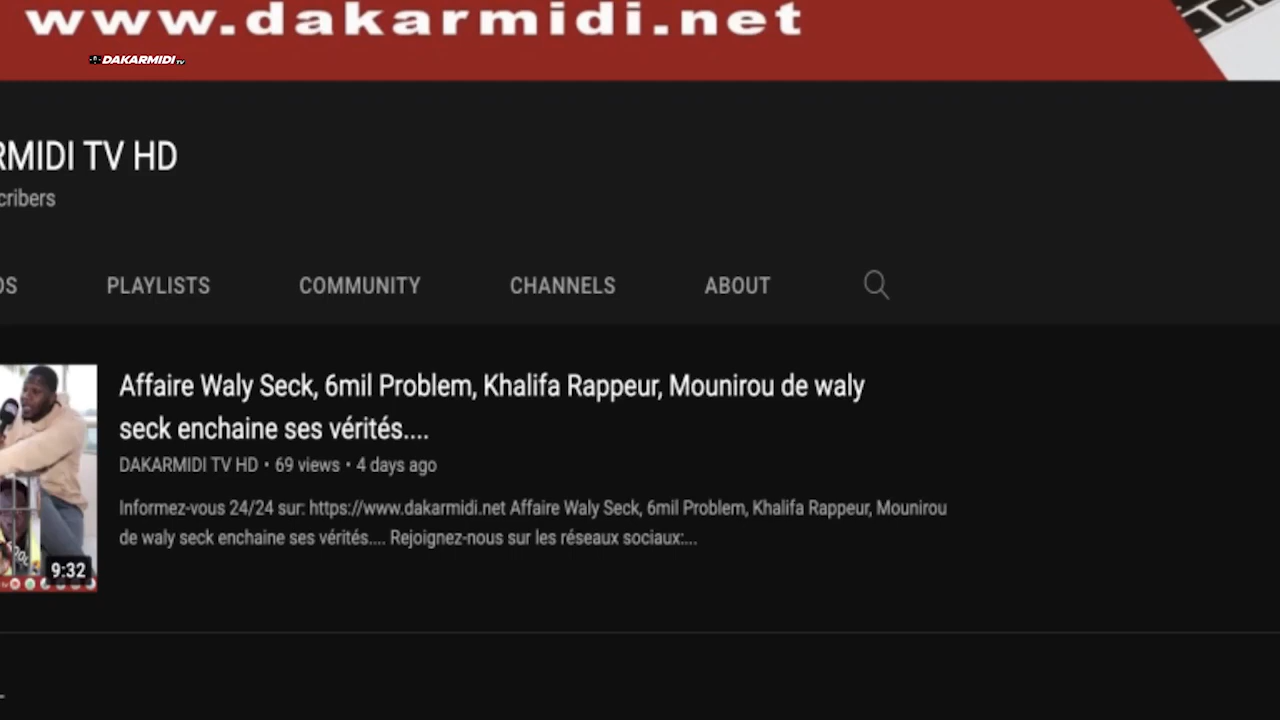 www.dakarmidi.net
DAKARMIDI TV
RMIDI TV HD
cribers
OS PLAYLISTS COMMUNITY CHANNELS ABOUT
Affaire Waly Seck, 6mil Problem, Khalifa Rappeur, Mounirou de waly
seck enchaine ses vérités....
DAKARMIDI TV HD • 69 views • 4 days ago
Informez-vous 24/24 sur: https://www.dakarmidi.net Affaire Waly Seck, 6mil Problem, Khalifa Rappeur, Mounirou
de waly seck enchaine ses vérités.... Rejoignez-nous sur les réseaux sociaux:...
9:32